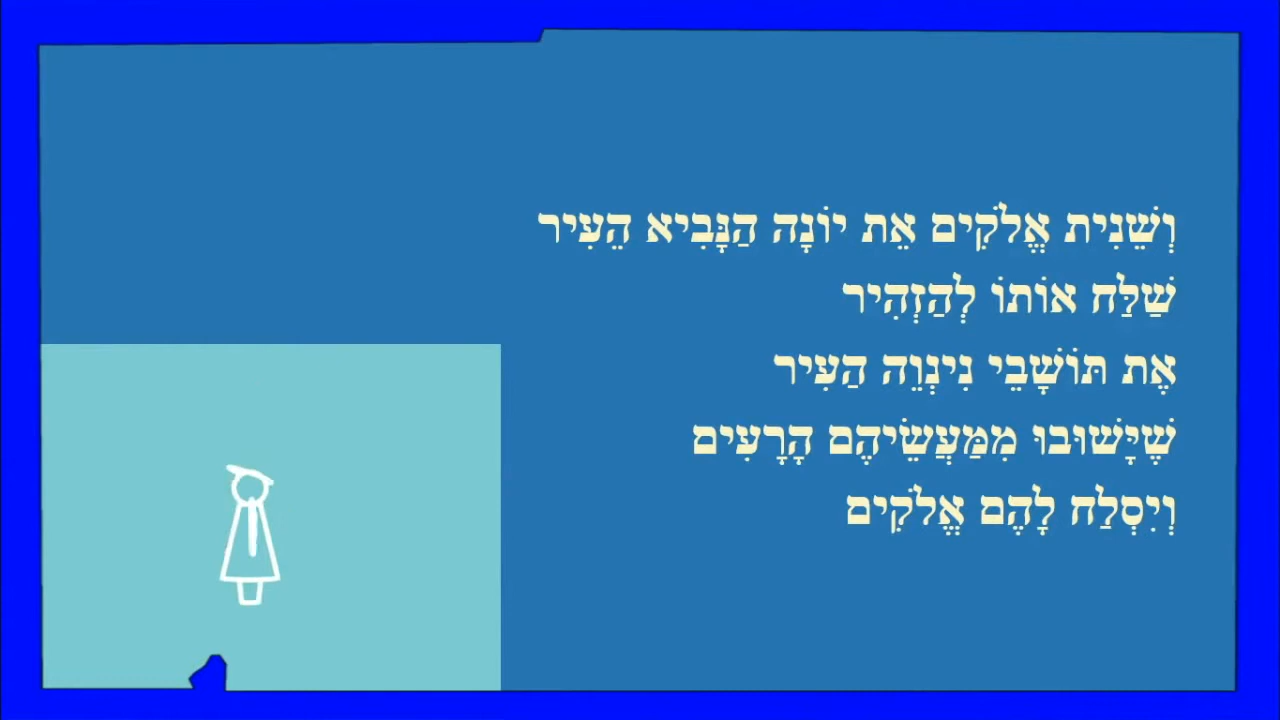 וְשֵׁנִית אֱלֹקִים אֵת יוֹנָה הַנָּבִיא הֵעִיר
שַׁלַּח אוֹתוֹ לְהַזְהִיר
אֶת תּוֹשָׁבֵי נִינְוֵה הַעִיר
שֶׁיָּשׁוּבוּ מִמַּעֲשֵׂיהֶם הָרָעִים
וְיִסְלַח לָהֶם אֱלֹקִים